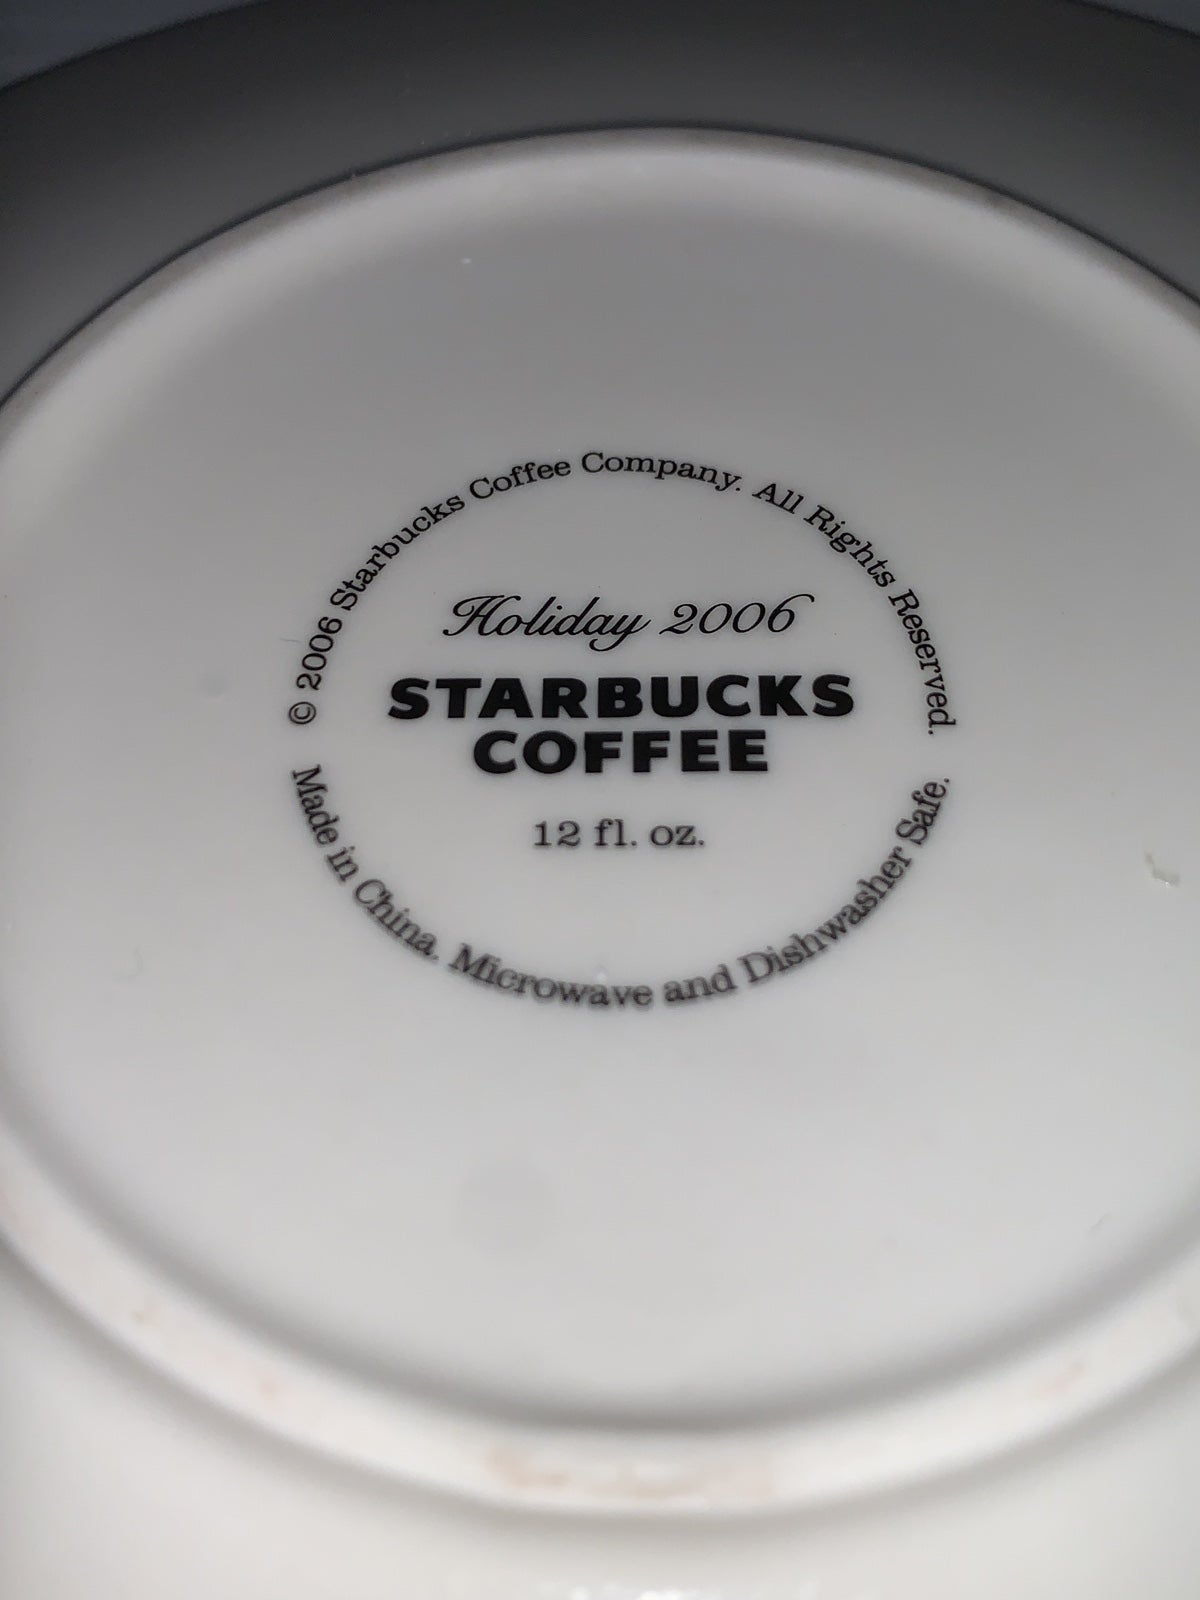 © 2006 Starbucks Coffee Company. All Rights Reserved.
Holiday 2006
STARBUCKS
COFFEE
12 fl. oz.
Made in China. Microwave and Dishwasher Safe.